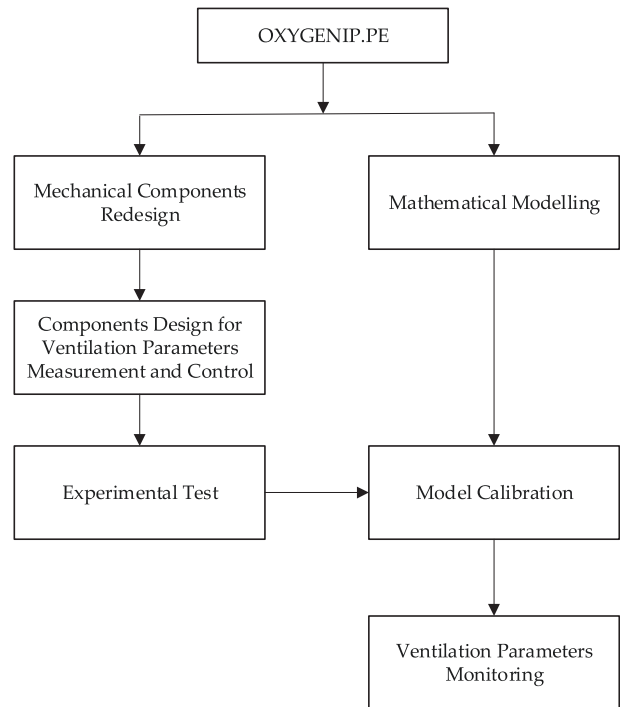 OXYGENIP.PE
Mechanical Components
Redesign
Mathematical Modelling
Components Design for
Ventilation Parameters
Measurement and Control
Experimental Test
Model Calibration
Ventilation Parameters
Monitoring